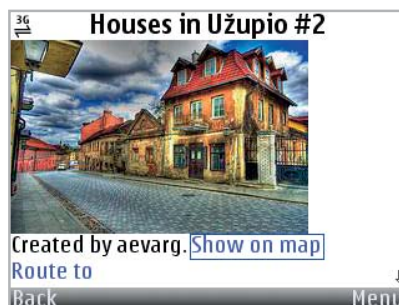 3G
Houses in Užupio #2
Created by aevarg. Show on map
Route to
Back Menu